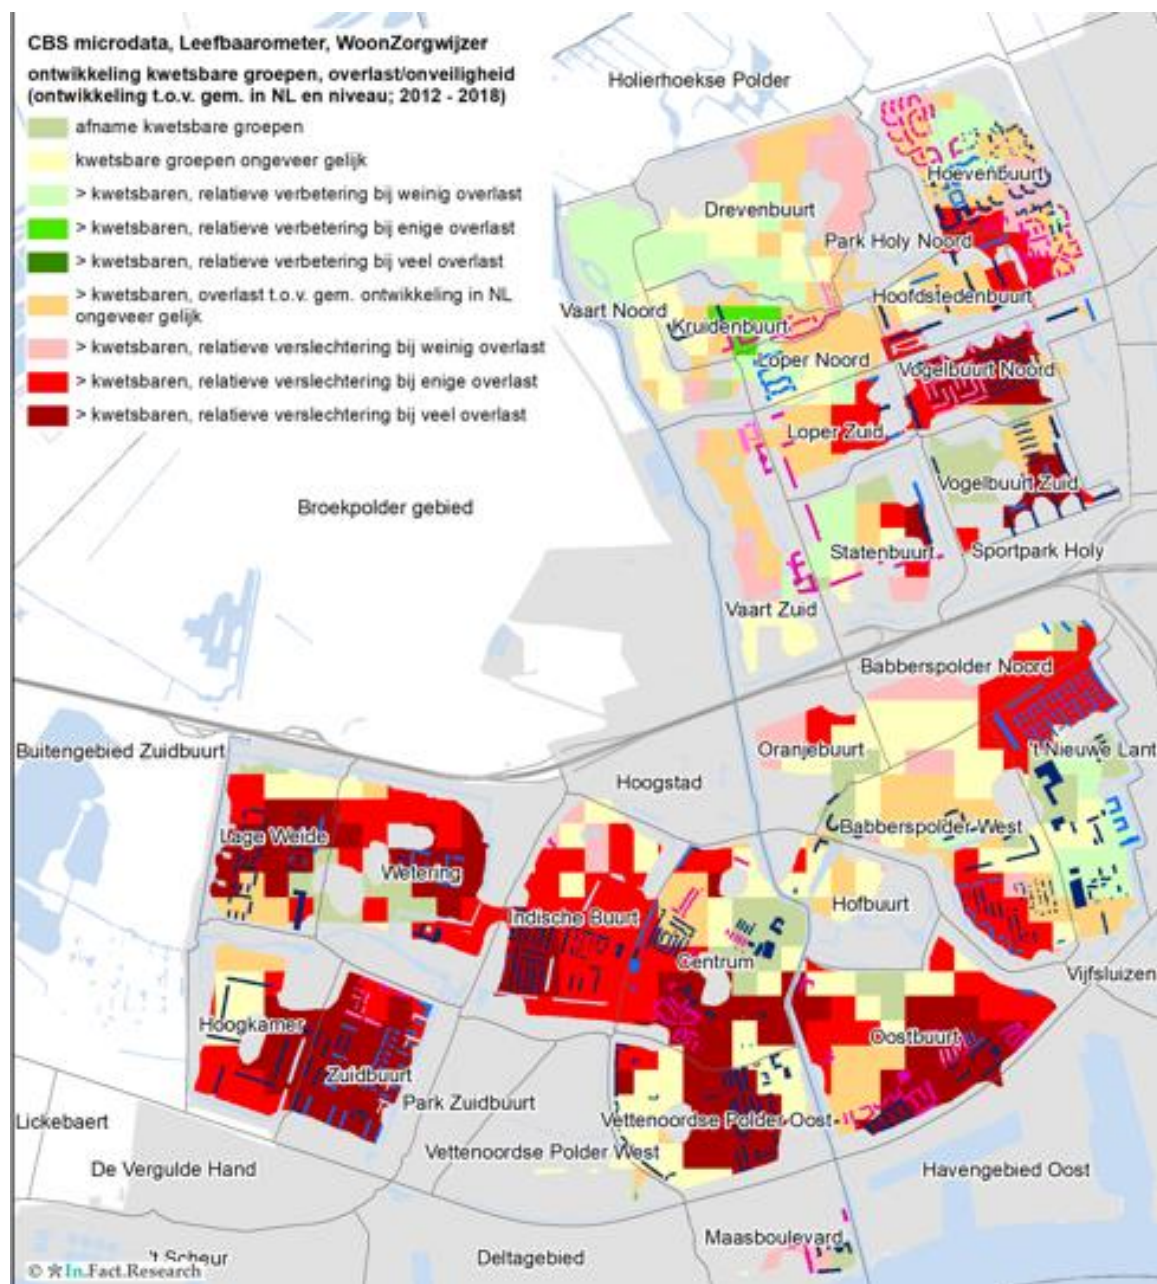 CBS microdata, Leefbaarometer, WoonZorgwijzer
ontwikkeling kwetsbare groepen, overlast/onveiligheid
(ontwikkeling t.o.v. gem. in NL en niveau; 2012 - 2018)
afname kwetsbare groepen
kwetsbare groepen ongeveer gelijk
> kwetsbaren, relatieve verbetering bij weinig overlast
> kwetsbaren, relatieve verbetering bij enige overlast
> kwetsbaren, relatieve verbetering bij veel overlast
> kwetsbaren, overlast t.o.v. gem. ontwikkeling in NL
ongeveer gelijk
> kwetsbaren, relatieve verslechtering bij weinig overlast
> kwetsbaren, relatieve verslechtering bij enige overlast
> kwetsbaren, relatieve verslechtering bij veel overlast
Holierhoekse Polder
Hoevenbuurt
Drevenbuurt
Park Holy Noord
Hoofdstedenbuurt
Vaart Noord
Kruidenbuurt
Loper Noord
Vogelbuurt Noord
Loper Zuid
Vogelbuurt Zuid
Broekpolder gebied
Statenbuurt
Sportpark Holy
Vaart Zuid
Babberspolder Noord
Buitengebied Zuidbuurt
Oranjebuurt
't Nieuwe Lant
Hoogstad
Lage Weide
Babberspolder West
Wetering
Hofbuurt
Indische Buurt
Centrum
Vijfsluizen
Hoogkamer
Oostbuurt
Zuidbuurt
Park Zuidbuurt
Lickebaert
Vettenoordse Polder Oost
Vettenoordse Polder West
De Vergulde Hand
Havengebied Oost
Maasboulevard
't Scheur
Deltagebied
© In.Fact.Research